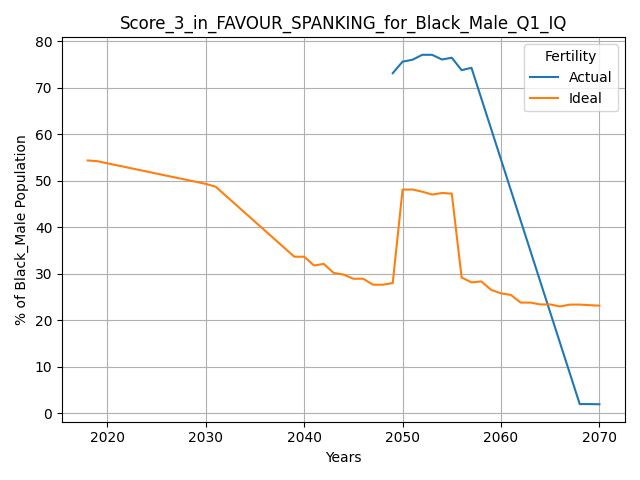 Score_3_in_FAVOUR_SPANKING_for_Black_Male_Q1_IQ
% of Black_Male Population
80
70
60
50
40
30
20
10
0
Fertility
Actual
Ideal
2020 2030 2040 2050 2060 2070
Years